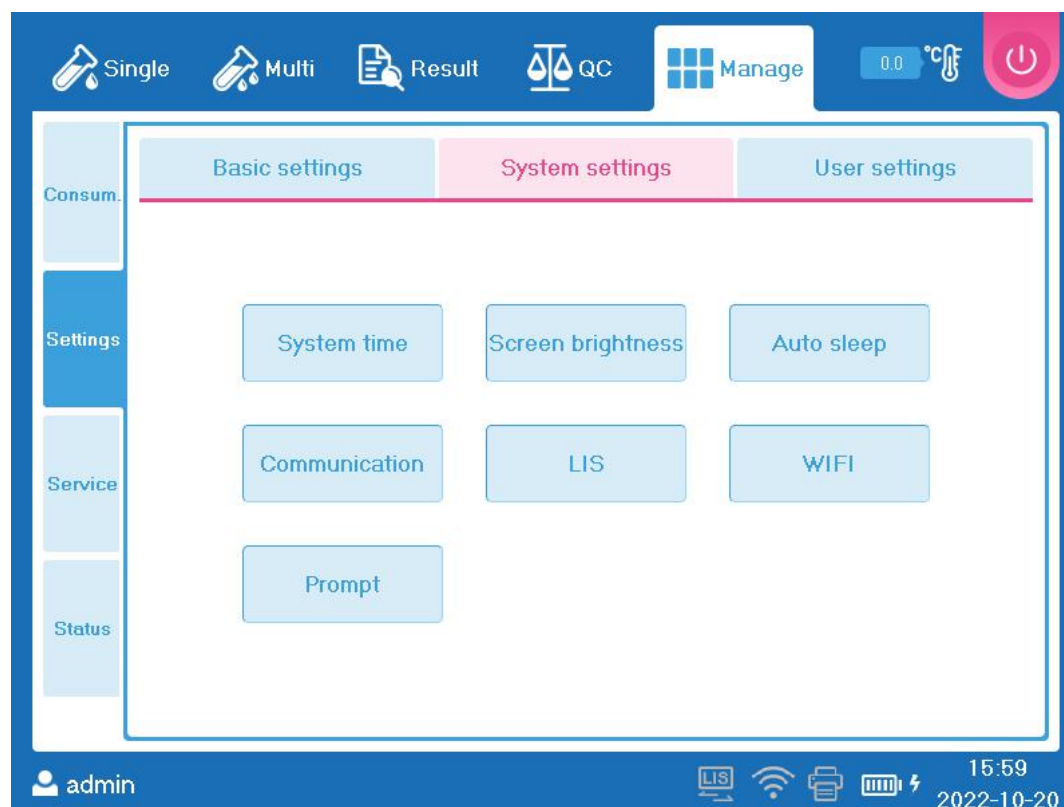 Single
Multi
Result
QC
Manage
0.0
°C
°F
Consum.
Basic settings
System settings
User settings
Settings
System time
Screen brightness
Auto sleep
Communication
LIS
WIFI
Service
Prompt
Status
admin
LIS
15:59
2022-10-20